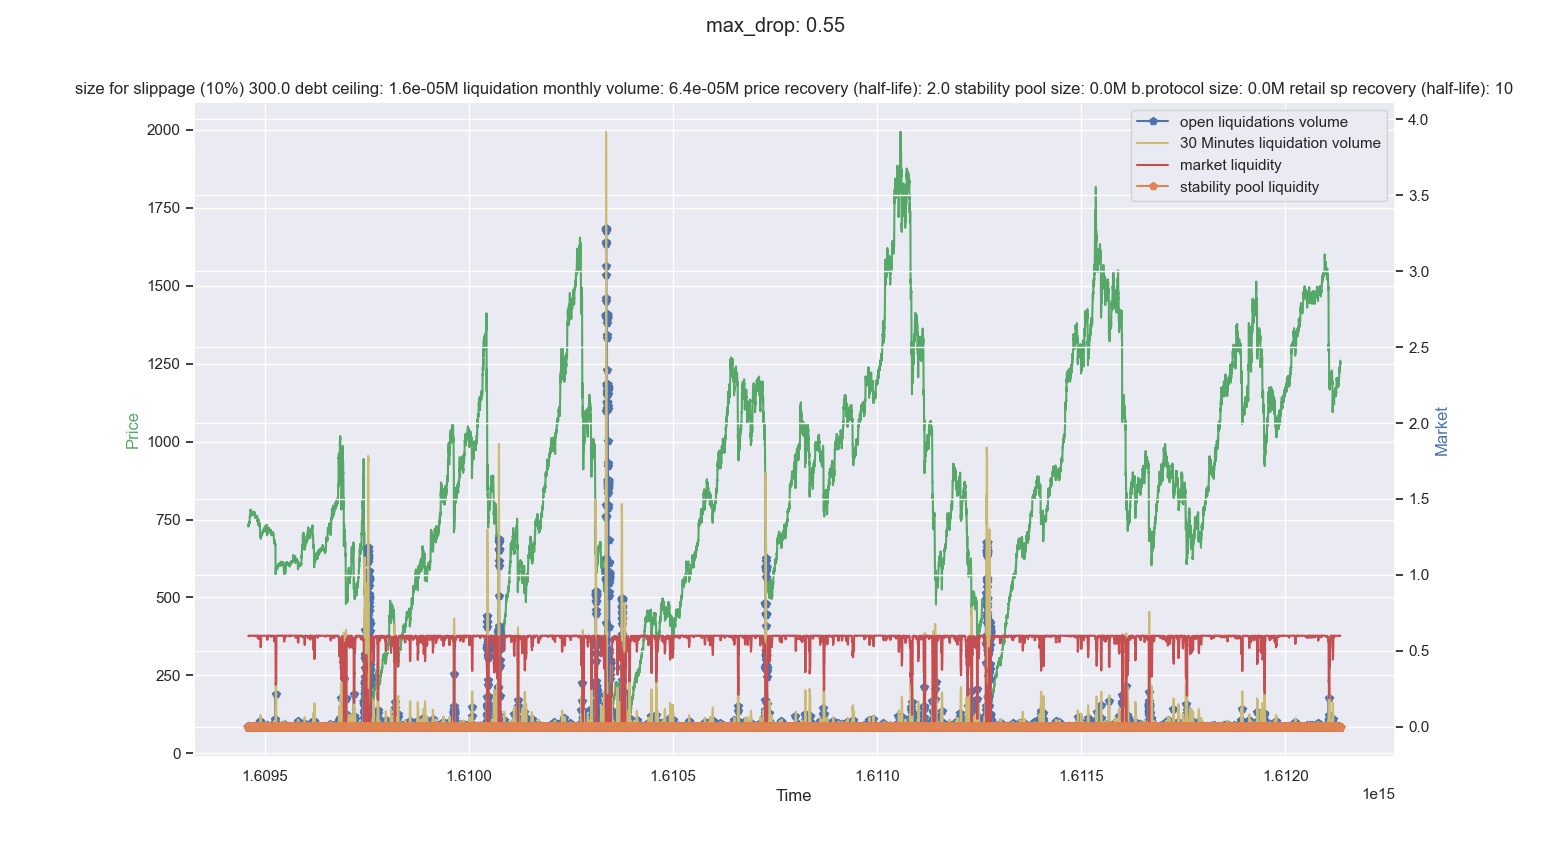 max_drop: 0.55
size for slippage (10%) 300.0 debt ceiling: 1.6e-05M liquidation monthly volume: 6.4e-05M price recovery (half-life): 2.0 stability pool size: 0.0M b.protocol size: 0.0M retail sp recovery (half-life): 10
open liquidations volume
30 Minutes liquidation volume
market liquidity
stability pool liquidity
2000
1750
1500
1250
1000
750
500
250
0
Price
4.0
3.5
3.0
2.5
2.0
1.5
1.0
0.5
0.0
Market
1.6095
1.6100
1.6105
1.6110
1.6115
1.6120
1e15
Time